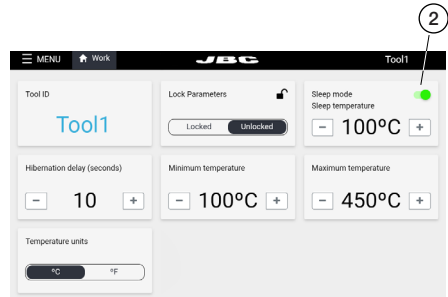 2
MENU Work JBC Tool1
Tool ID
Tool1
Lock Parameters
Locked Unlocked
Sleep mode
Sleep temperature
- 100ºC +
Hibernation delay (seconds)
- 10 +
Minimum temperature
- 100ºC +
Maximum temperature
- 450ºC +
Temperature units
ºC ºF